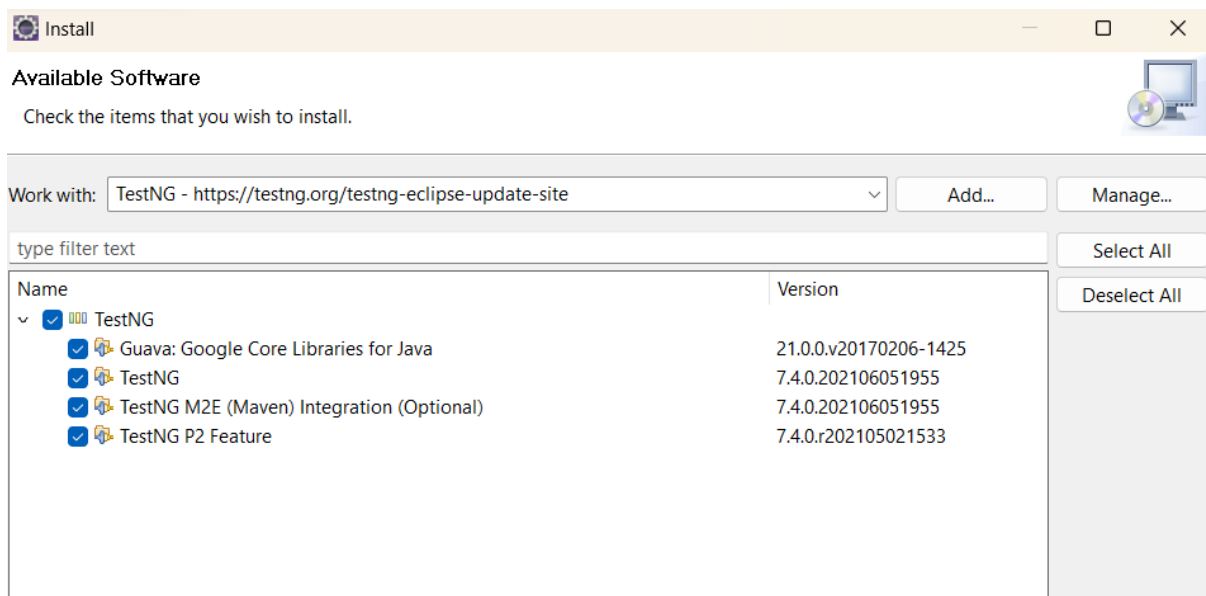 Install
Available Software
Check the items that you wish to install.
Work with: TestNG - https://testng.org/testng-eclipse-update-site Add... Manage...
type filter text Select All
Name Version Deselect All
TestNG
Guava: Google Core Libraries for Java 21.0.0.v20170206-1425
TestNG 7.4.0.202106051955
TestNG M2E (Maven) Integration (Optional) 7.4.0.202106051955
TestNG P2 Feature 7.4.0.r202105021533